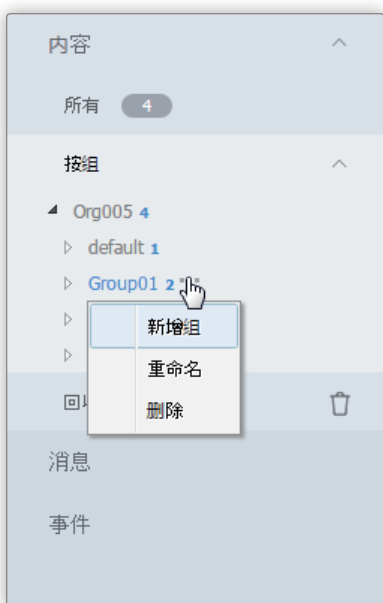 内容
所有 4
按组
Org005 4
default 1
Group01 2
新增组
重命名
删除
回
消息
事件